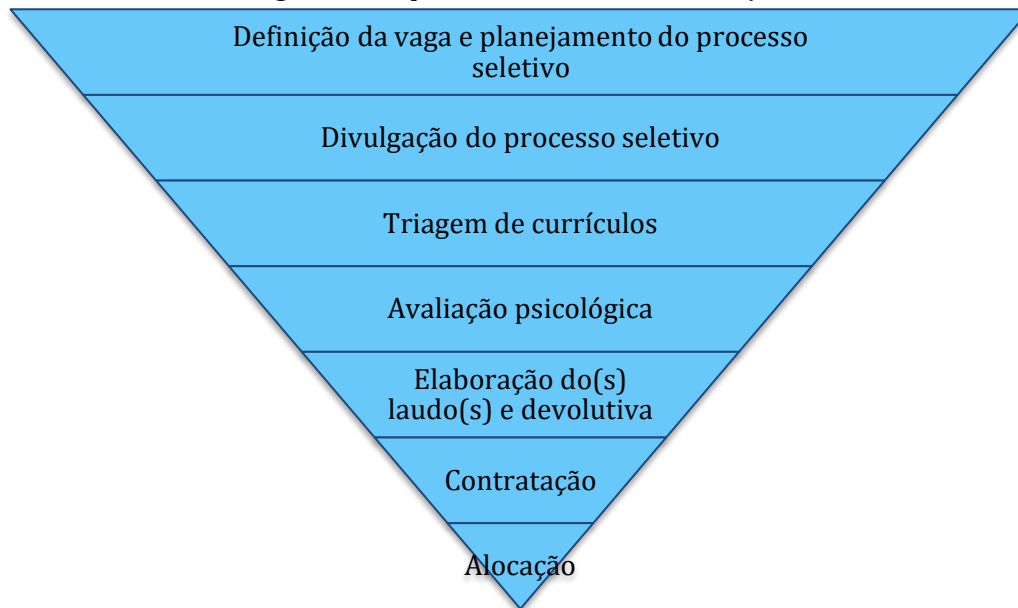 Definição da vaga e planejamento do processo
seletivo
Divulgação do processo seletivo
Triagem de currículos
Avaliação psicológica
Elaboração do(s)
laudo(s) e devolutiva
Contratação
Alocação